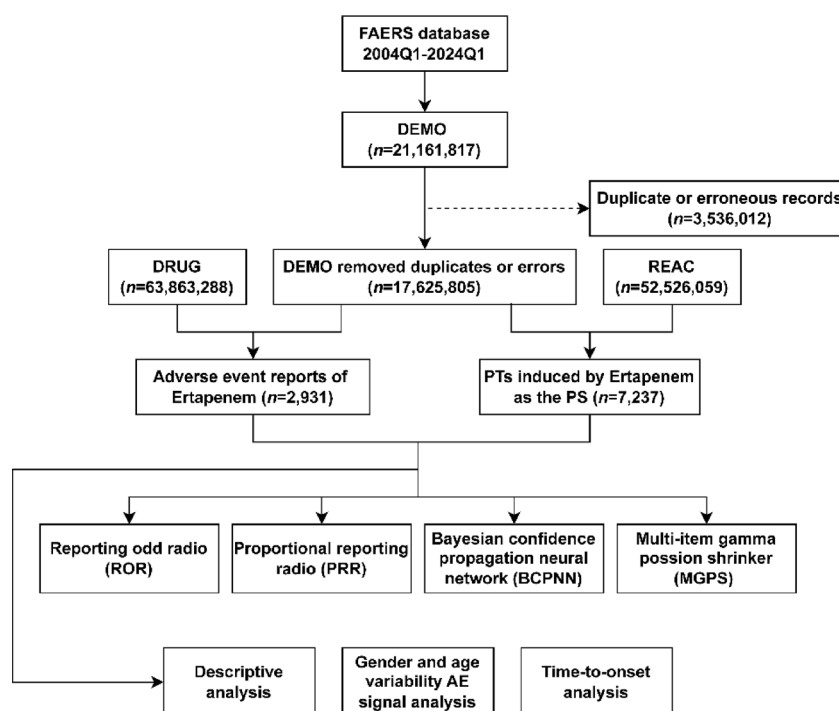 FAERS database
2004Q1-2024Q1
DEMO
(n=21,161,817)
Duplicate or erroneous records
(n=3,536,012)
DRUG
(n=63,863,288)
DEMO removed duplicates or errors
(n=17,625,805)
REAC
(n=52,526,059)
Adverse event reports of
Ertapenem (n=2,931)
PTs induced by Ertapenem
as the PS (n=7,237)
Reporting odd radio
(ROR)
Proportional reporting
radio (PRR)
Bayesian confidence
propagation neural
network (BCPNN)
Multi-item gamma
possion shrinker
(MGPS)
Descriptive
analysis
Gender and age
variability AE
signal analysis
Time-to-onset
analysis